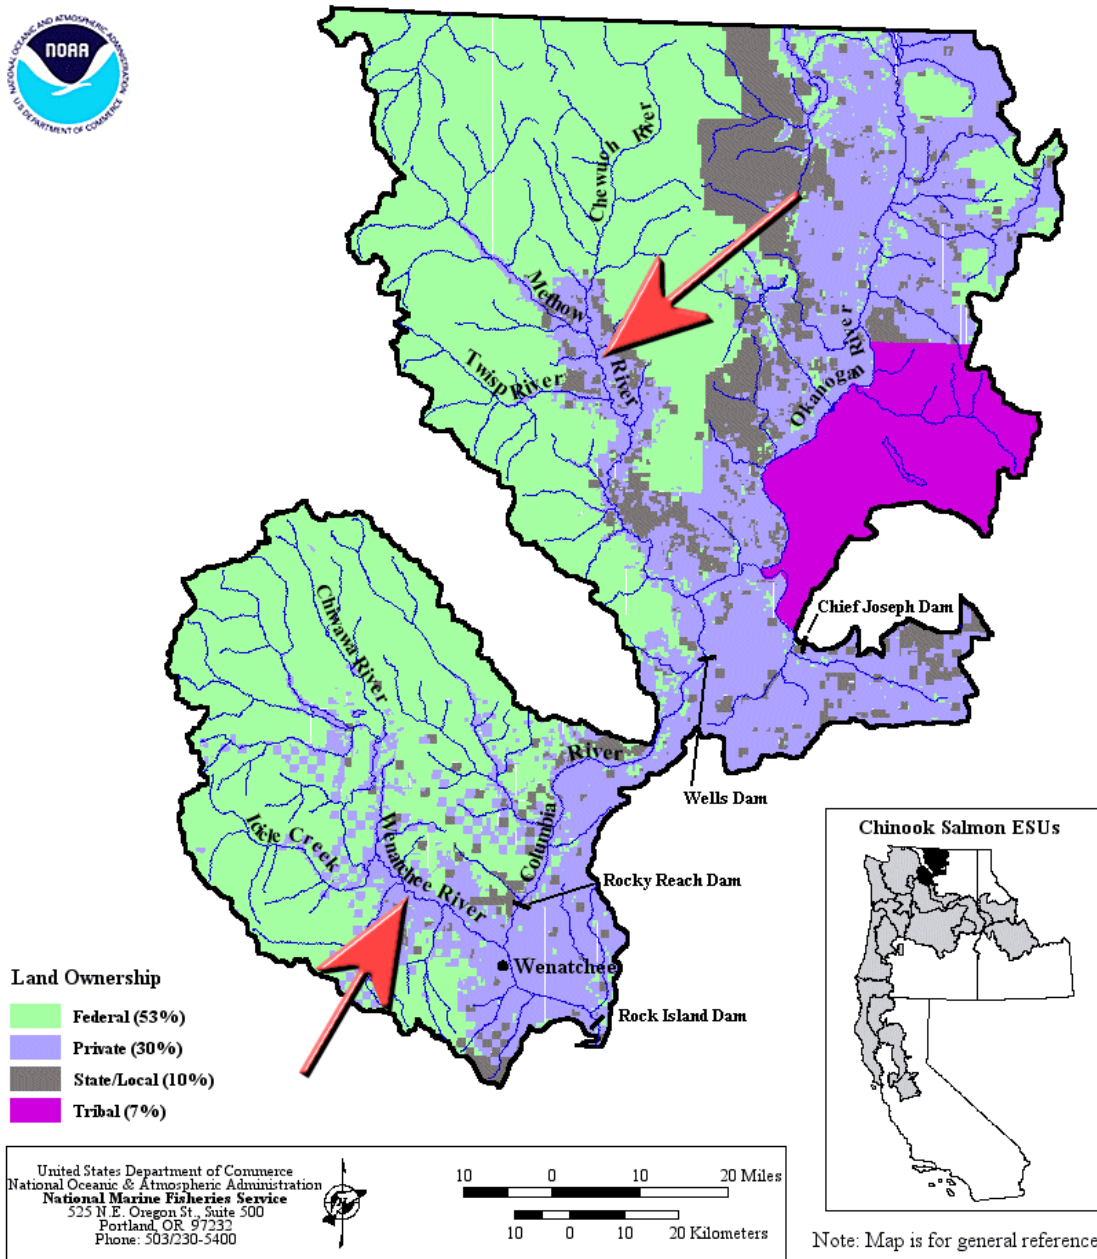 NATIONAL OCEANIC AND ATMOSPHERIC ADMINISTRATION
NOAA
U.S. DEPARTMENT OF COMMERCE
Chewugh River
Methow
River
Twisp River
Okanogan River
Chief Joseph Dam
Chiwawa River
River
Columbia
Wells Dam
Creek
Wenatchee River
Rocky Reach Dam
Wenatchee
Rock Island Dam
Land Ownership
Federal (53%)
Private (30%)
State/Local (10%)
Tribal (7%)
Chinook Salmon ESUs
United States Department of Commerce
National Oceanic & Atmospheric Administration
National Marine Fisheries Service
525 N.E. Oregon St., Suite 500
Portland, OR 97232
Phone: 503/230-5400
10 0 10 20 Miles
10 0 10 20 Kilometers
Note: Map is for general reference